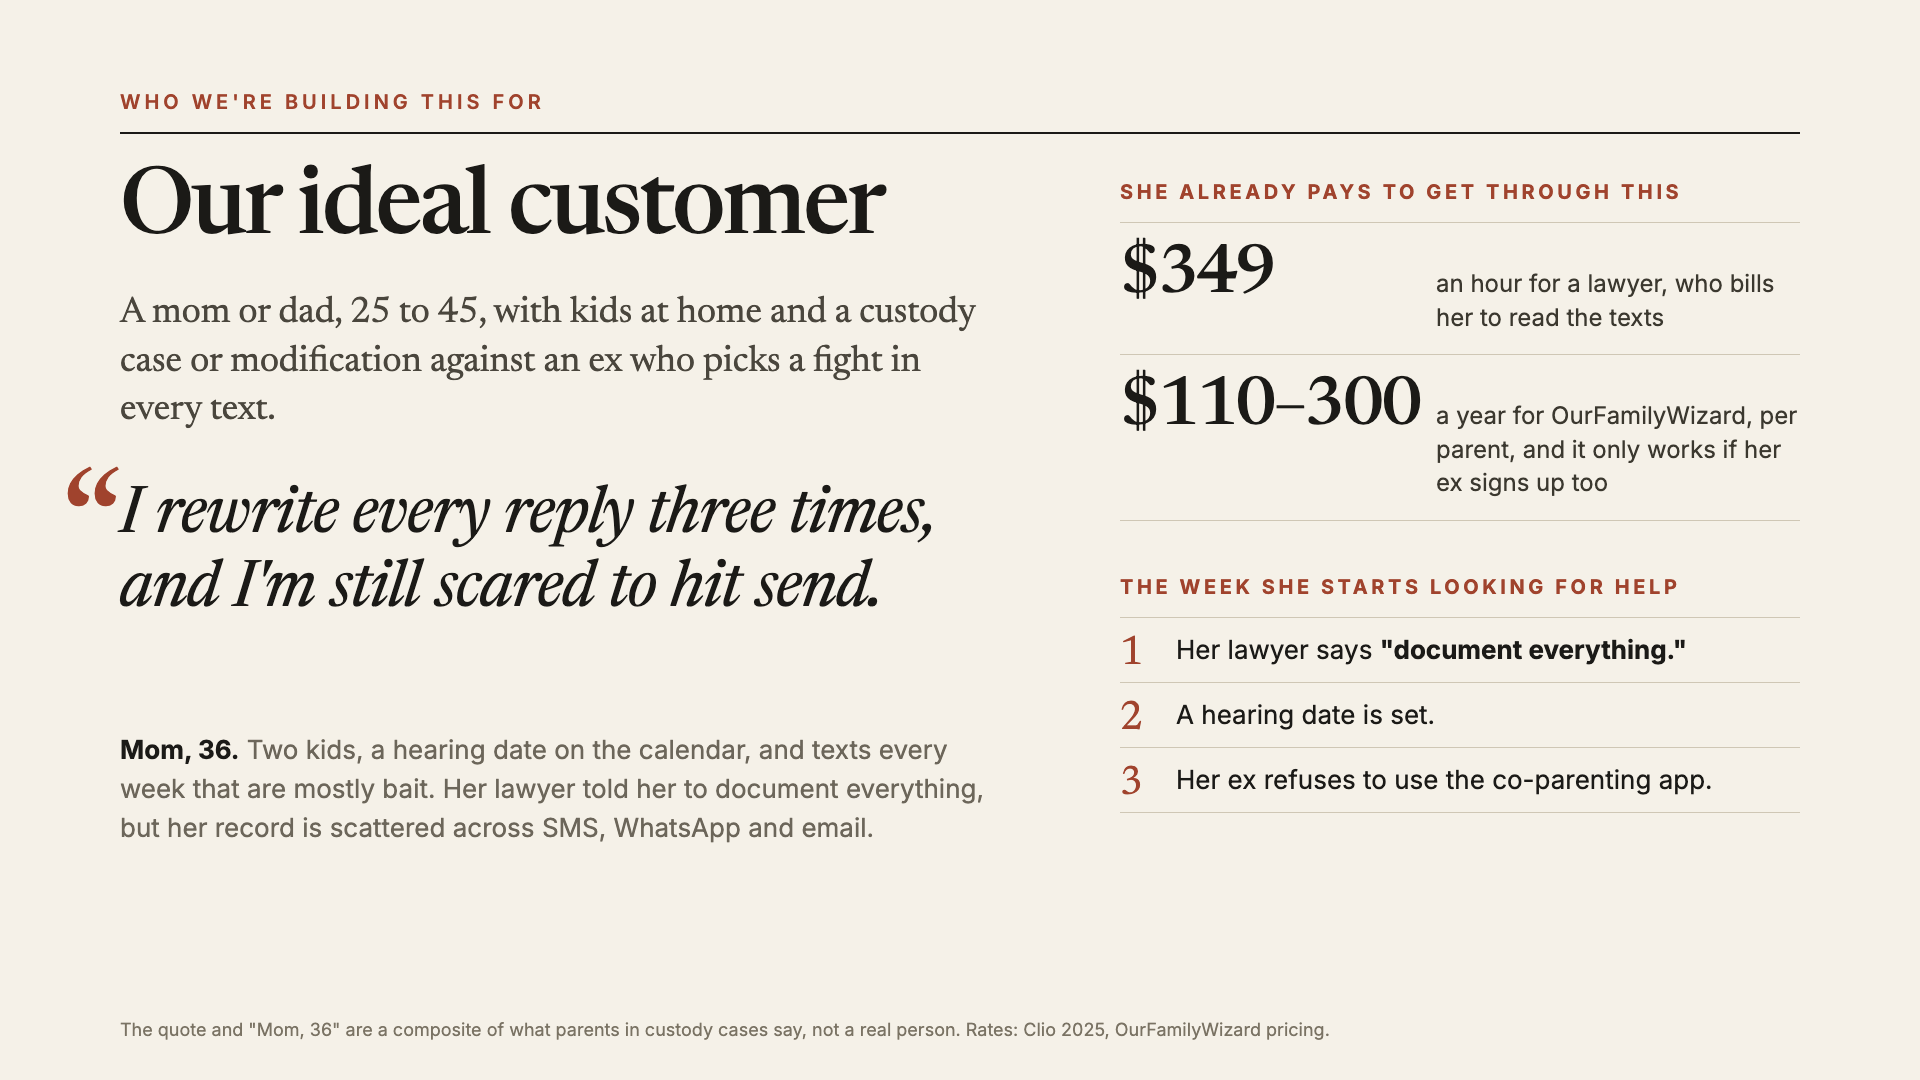 WHO WE'RE BUILDING THIS FOR
Our ideal customer
A mom or dad, 25 to 45, with kids at home and a custody
case or modification against an ex who picks a fight in
every text.
“I rewrite every reply three times,
and I'm still scared to hit send.
Mom, 36. Two kids, a hearing date on the calendar, and texts every
week that are mostly bait. Her lawyer told her to document everything,
but her record is scattered across SMS, WhatsApp and email.
SHE ALREADY PAYS TO GET THROUGH THIS
$349
an hour for a lawyer, who bills
her to read the texts
$110–300
a year for OurFamilyWizard, per
parent, and it only works if her
ex signs up too
THE WEEK SHE STARTS LOOKING FOR HELP
1 Her lawyer says "document everything."
2 A hearing date is set.
3 Her ex refuses to use the co-parenting app.
The quote and "Mom, 36" are a composite of what parents in custody cases say, not a real person. Rates: Clio 2025, OurFamilyWizard pricing.